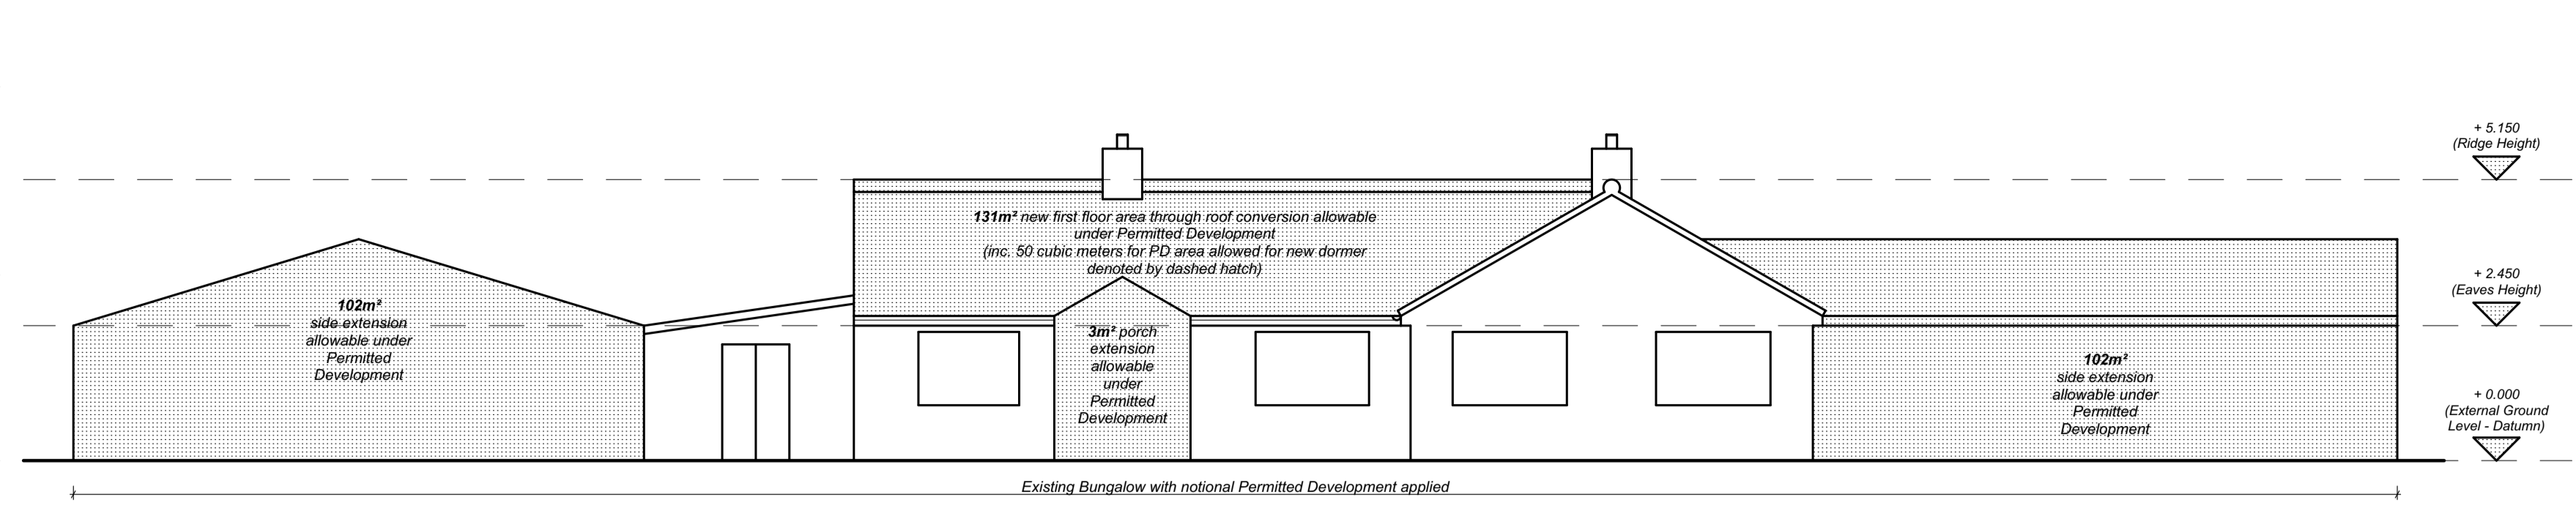 + 5.150
(Ridge Height)
131m² new first floor area through roof conversion allowable
under Permitted Development
(inc. 50 cubic meters for PD area allowed for new dormer
denoted by dashed hatch)
+ 2.450
(Eaves Height)
102m²
side extension
allowable under
Permitted
Development
3m² porch
extension
allowable
under
Permitted
Development
102m²
side extension
allowable under
Permitted
Development
+ 0.000
(External Ground
Level - Datumn)
Existing Bungalow with notional Permitted Development applied